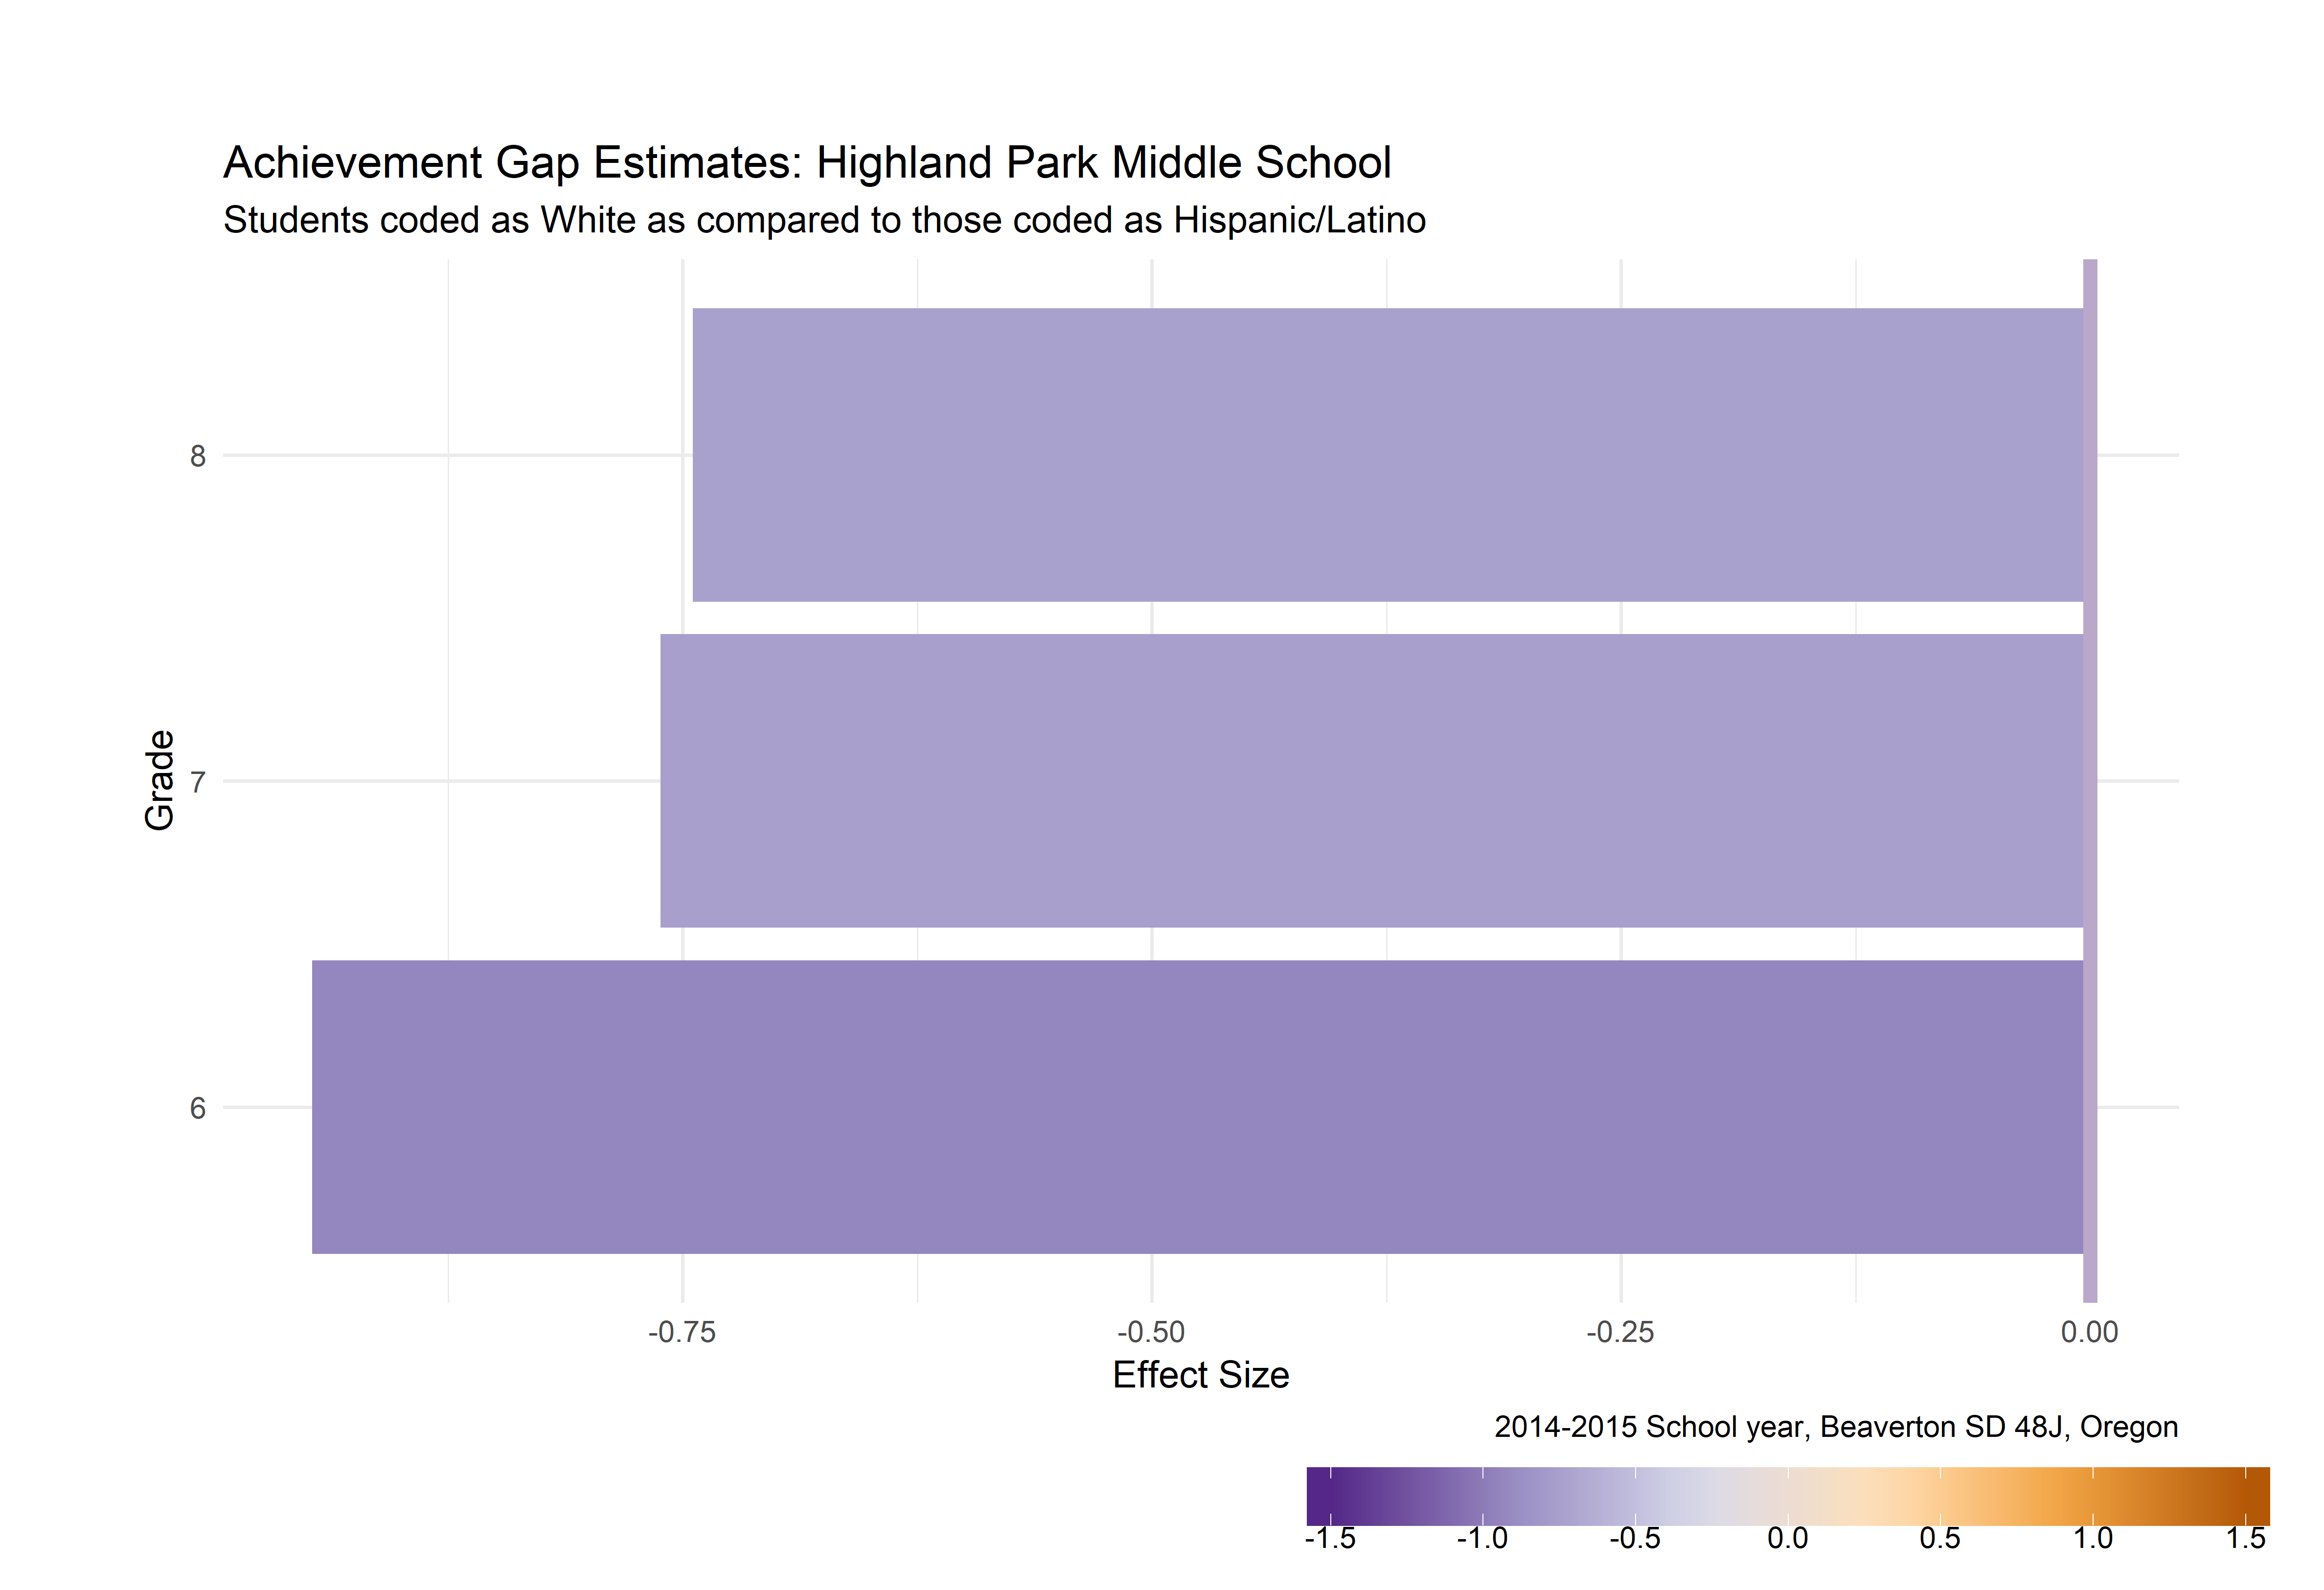 Achievement Gap Estimates: Highland Park Middle School
Students coded as White as compared to those coded as Hispanic/Latino
Grade
8
7
6
-0.75 -0.50 -0.25 0.00
Effect Size
2014-2015 School year, Beaverton SD 48J, Oregon
-1.5 -1.0 -0.5 0.0 0.5 1.0 1.5